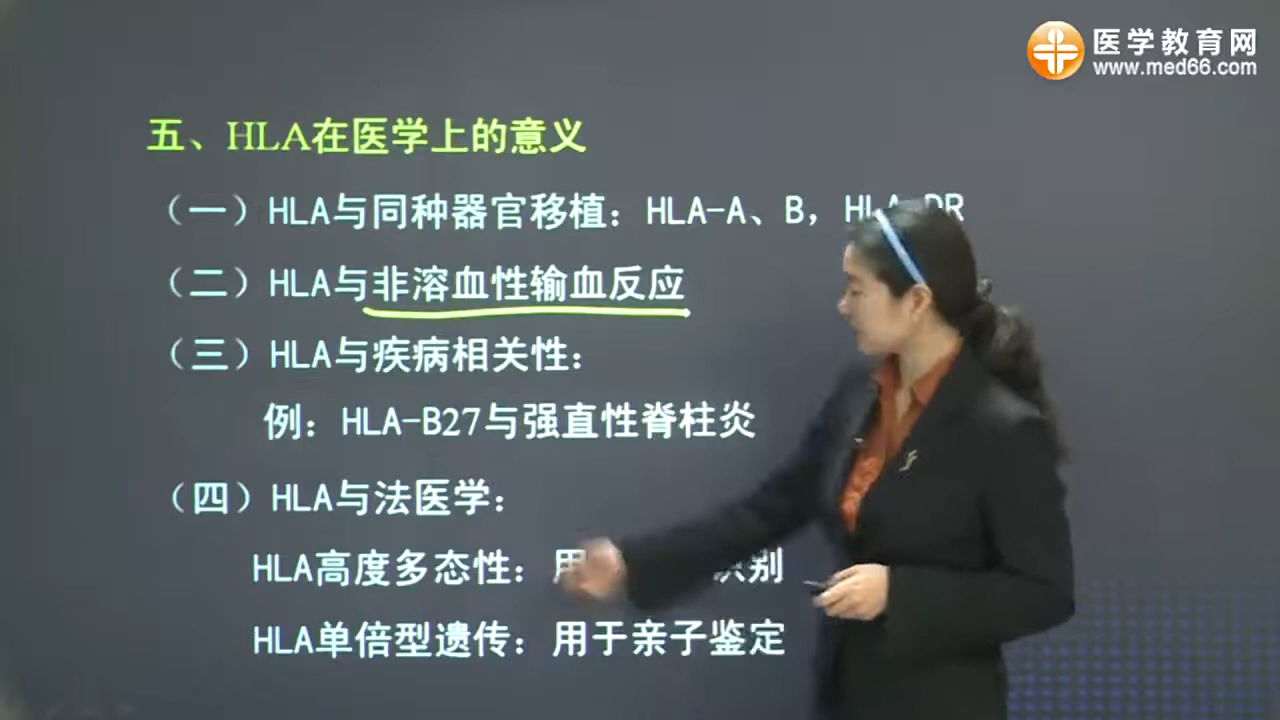 医学教育网
www.med66.com
五、HLA在医学上的意义
（一）HLA与同种器官移植：HLA-A、B，HLA-DR
（二）HLA与非溶血性输血反应
（三）HLA与疾病相关性：
例：HLA-B27与强直性脊柱炎
（四）HLA与法医学：
HLA高度多态性：用 别
HLA单倍型遗传：用于亲子鉴定